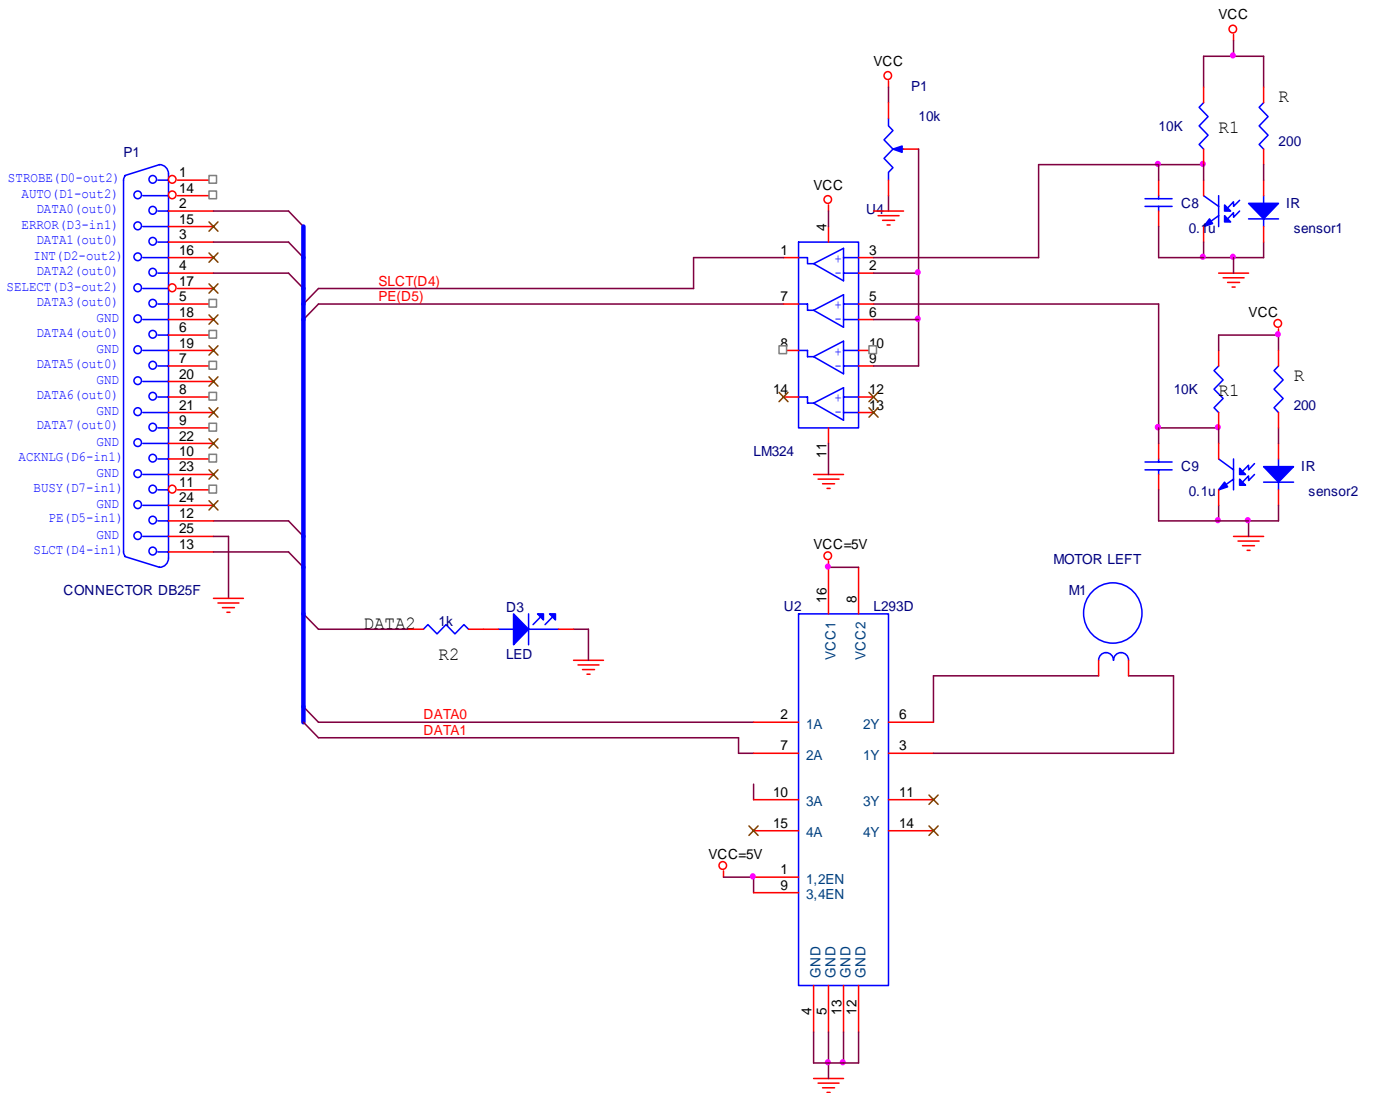 P1
STROBE(D0-out2) 1
AUTO(D1-out2) 14
DATA0(out0) 2
ERROR(D3-in1) 15
DATA1(out0) 3
INT(D2-out2) 16
DATA2(out0) 4
SELECT(D3-out2) 17
DATA3(out0) 5
GND 18
DATA4(out0) 6
GND 19
DATA5(out0) 7
GND 20
DATA6(out0) 8
GND 21
DATA7(out0) 9
GND 22
ACKNLG(D6-in1) 10
GND 23
BUSY(D7-in1) 11
GND 24
PE(D5-in1) 12
GND 25
SLCT(D4-in1) 13
CONNECTOR DB25F
SLCT(D4)
PE(D5)
VCC
P1
10k
VCC
U4
4
1 + 3
- 2
7 + 5
- 6
8 + 10
- 9
14 + 12
- 13
LM324
11
VCC
R
10K R1
200
C8
0.1u
IR
sensor1
VCC
R
10K R1
200
C9
0.1u
IR
sensor2
DATA2 1k
R2
D3
LED
DATA0
DATA1
VCC=5V
U2 16 8 L293D
VCC1 VCC2
2 1A 2Y 6
7 2A 1Y 3
10 3A 3Y 11
15 4A 4Y 14
VCC=5V
1 1,2EN
9 3,4EN
GND GND GND GND
4 5 13 12
MOTOR LEFT
M1